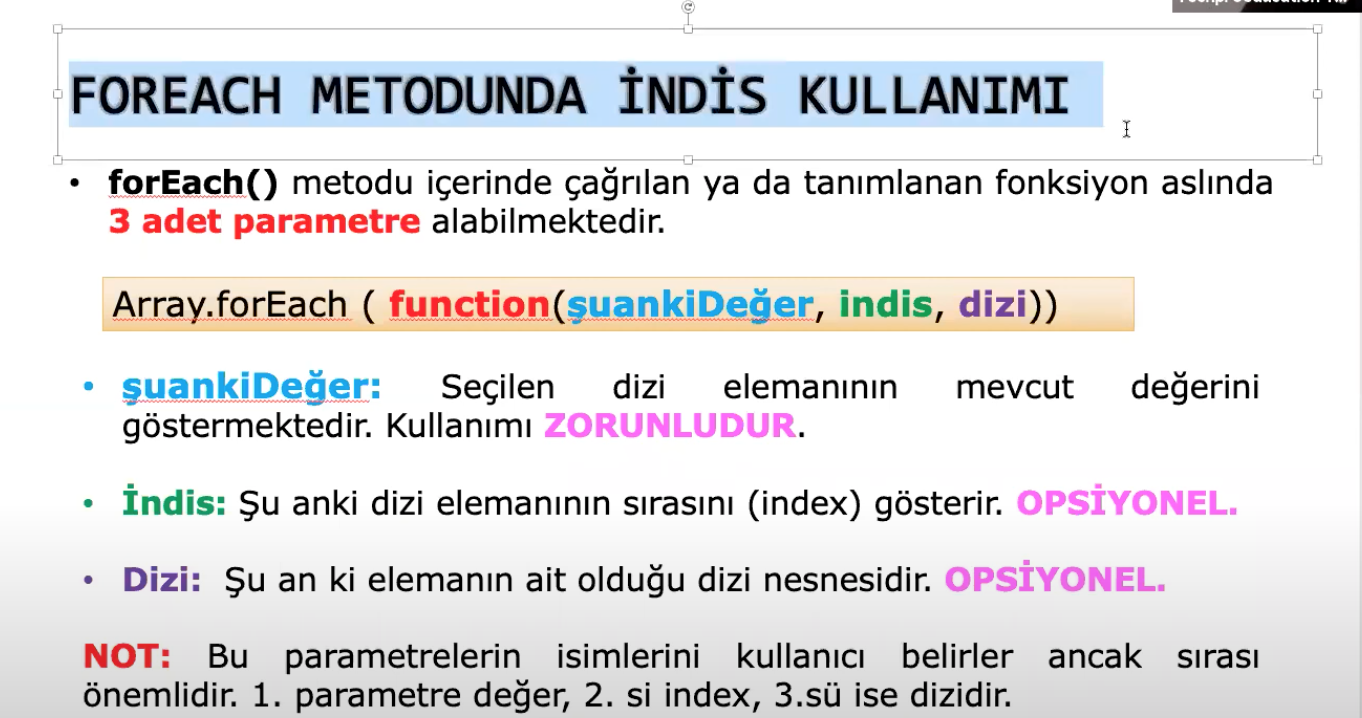 FOREACH METODUNDA İNDİS KULLANIMI
• forEach() metodu içerinde çağrılan ya da tanımlanan fonksiyon aslında
3 adet parametre alabilmektedir.
Array.forEach ( function(şuankiDeğer, indis, dizi))
• şuankiDeğer: Seçilen dizi elemanının mevcut değerini
göstermektedir. Kullanımı ZORUNLUDUR.
• İndis: Şu anki dizi elemanının sırasını (index) gösterir. OPSİYONEL.
• Dizi: Şu an ki elemanın ait olduğu dizi nesnesidir. OPSİYONEL.
NOT: Bu parametrelerin isimlerini kullanıcı belirler ancak sırası
önemlidir. 1. parametre değer, 2. si index, 3.sü ise dizidir.